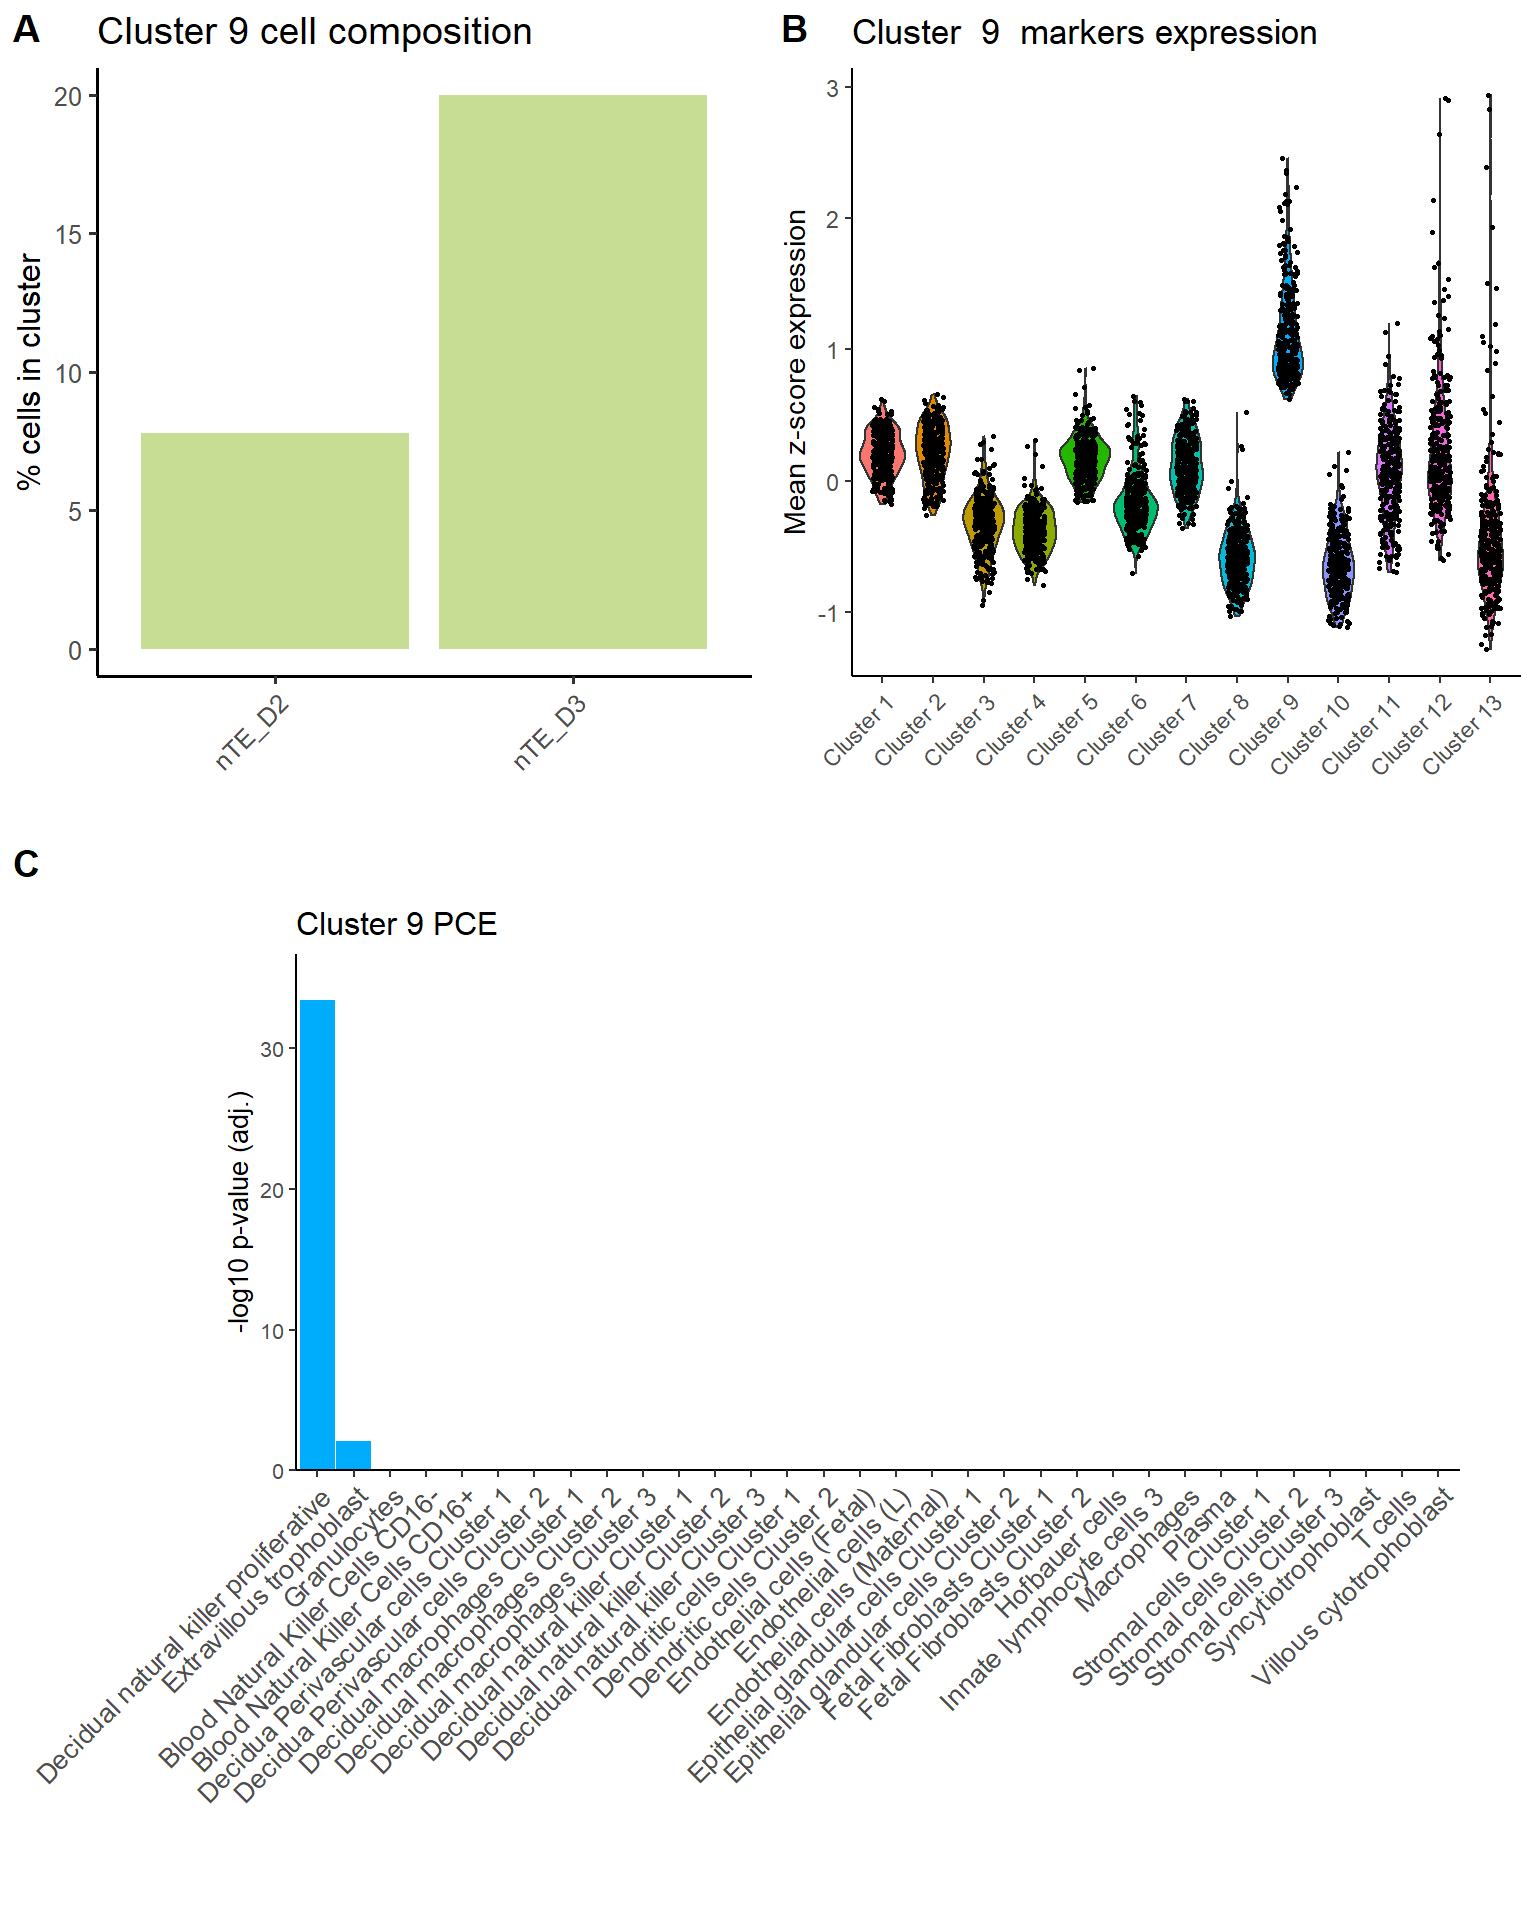 A
Cluster 9 cell composition
% cells in cluster
20
15
10
5
0
nTE_D2
nTE_D3
B
Cluster 9 markers expression
Mean z-score expression
3
2
1
0
-1
Cluster 1
Cluster 2
Cluster 3
Cluster 4
Cluster 5
Cluster 6
Cluster 7
Cluster 8
Cluster 9
Cluster 10
Cluster 11
Cluster 12
Cluster 13
C
Cluster 9 PCE
-log10 p-value (adj.)
30
20
10
0
Decidual natural killer proliferative
Extravillous trophoblast
Granulocytes
Blood Natural Killer Cells CD16-
Blood Natural Killer Cells CD16+
Decidua Perivascular cells Cluster 1
Decidua Perivascular cells Cluster 2
Decidual macrophages Cluster 1
Decidual macrophages Cluster 2
Decidual macrophages Cluster 3
Decidual natural killer Cluster 1
Decidual natural killer Cluster 2
Decidual natural killer Cluster 3
Dendritic cells Cluster 1
Dendritic cells Cluster 2
Endothelial cells (Fetal)
Endothelial cells (L)
Endothelial cells (Maternal)
Epithelial glandular cells Cluster 1
Epithelial glandular cells Cluster 2
Fetal Fibroblasts Cluster 1
Fetal Fibroblasts Cluster 2
Hofbauer cells
Innate lymphocyte cells 3
Macrophages
Plasma
Stromal cells Cluster 1
Stromal cells Cluster 2
Stromal cells Cluster 3
Syncytiotrophoblast
T cells
Villous cytotrophoblast